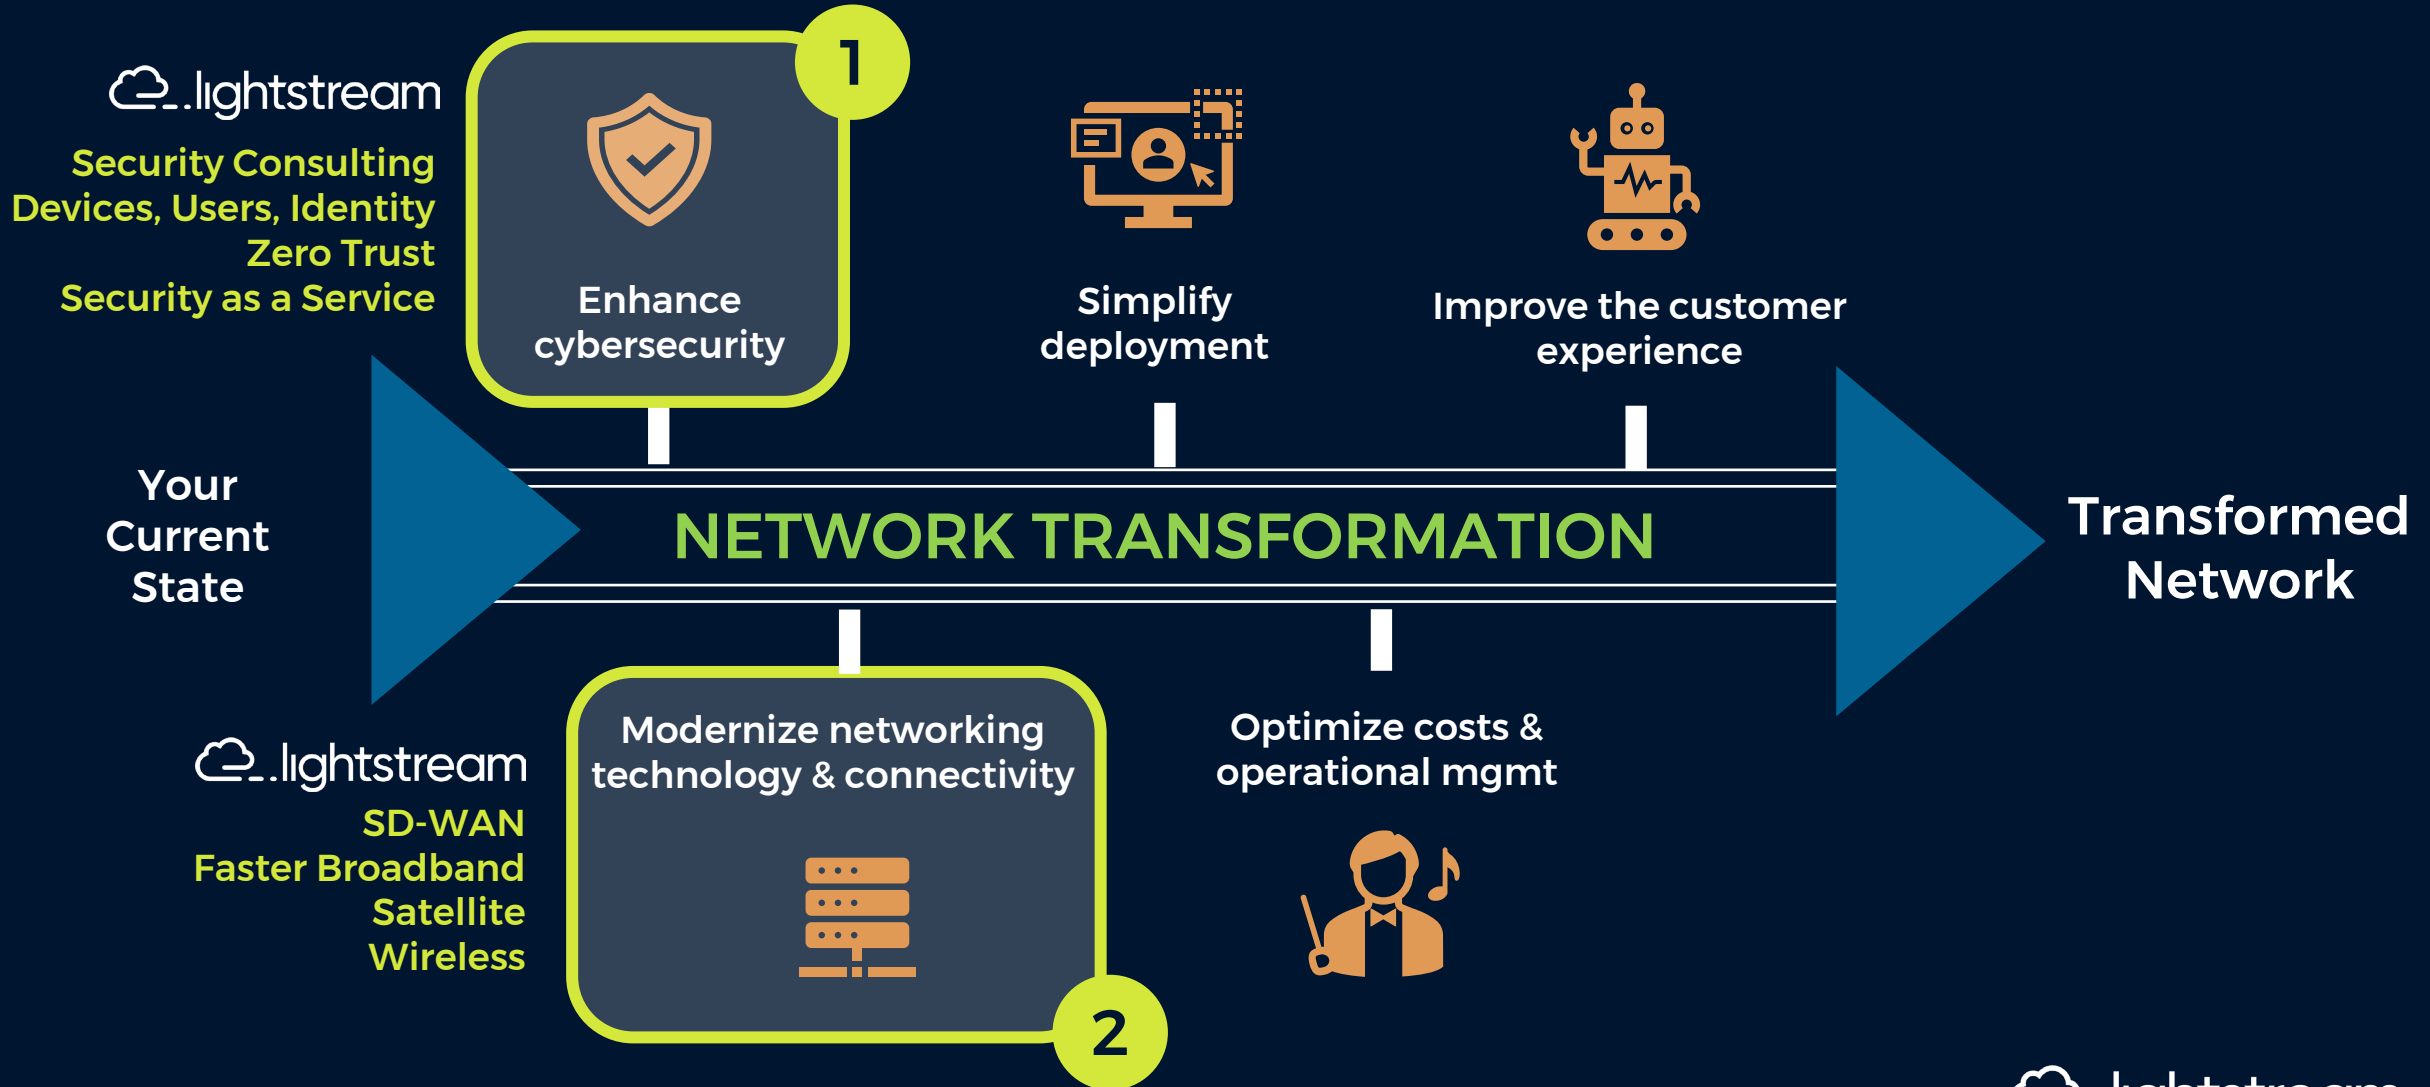 lightstream
Security Consulting
Devices, Users, Identity
Zero Trust
Security as a Service
1
Enhance
cybersecurity
Simplify
deployment
Improve the customer
experience
Your
Current
State
NETWORK TRANSFORMATION
Transformed
Network
lightstream
SD-WAN
Faster Broadband
Satellite
Wireless
Modernize networking
technology & connectivity
2
Optimize costs &
operational mgmt
lightstream